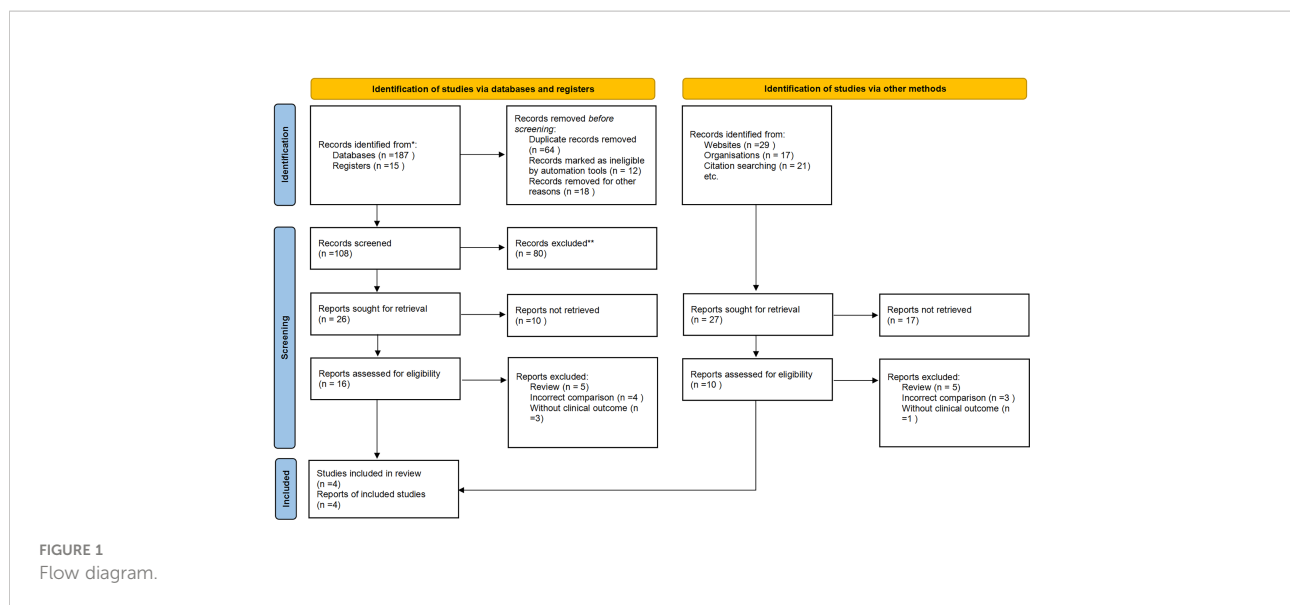 Identification of studies via databases and registers
Identification of studies via other methods
Identification
Records identified from*:
Databases (n =187 )
Registers (n =15 )
Records removed before
screening:
Duplicate records removed
(n =64 )
Records marked as ineligible
by automation tools (n = 12)
Records removed for other
reasons (n =18 )
Records identified from:
Websites (n =29 )
Organisations (n = 17)
Citation searching (n = 21)
etc.
Screening
Records screened
(n =108)
Records excluded**
(n = 80)
Reports sought for retrieval
(n = 26)
Reports not retrieved
(n =10 )
Reports sought for retrieval
(n = 27)
Reports not retrieved
(n = 17)
Reports assessed for eligibility
(n = 16)
Reports excluded:
Review (n = 5)
Incorrect comparison (n =4 )
Without clinical outcome (n
=3)
Reports assessed for eligibility
(n =10 )
Reports excluded:
Review (n = 5)
Incorrect comparison (n =3 )
Without clinical outcome (n
=1 )
Included
Studies included in review
(n =4)
Reports of included studies
(n =4)
FIGURE 1
Flow diagram.